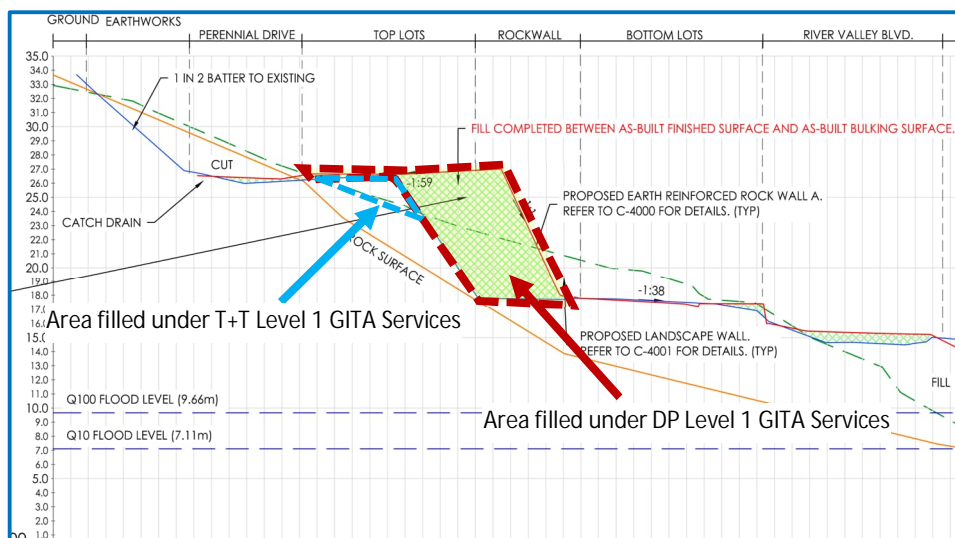 GROUND EARTHWORKS
PERENNIAL DRIVE
TOP LOTS
ROCKWALL
BOTTOM LOTS
RIVER VALLEY BLVD.
35.0
34.0
33.0
32.0
31.0
30.0
29.0
28.0
27.0
26.0
25.0
24.0
23.0
22.0
21.0
20.0
19.0
18.0
17.0
16.0
15.0
14.0
13.0
12.0
11.0
10.0
9.0
8.0
7.0
6.0
5.0
4.0
3.0
2.0
1.0
1 IN 2 BATTER TO EXISTING
CUT
CATCH DRAIN
FILL COMPLETED BETWEEN AS-BUILT FINISHED SURFACE AND AS-BUILT BULKING SURFACE.
-1:59
PROPOSED EARTH REINFORCED ROCK WALL A.
REFER TO C-4000 FOR DETAILS. (TYP)
ROCK SURFACE
-1:38
Area filled under T+T Level 1 GITA Services
PROPOSED LANDSCAPE WALL.
REFER TO C-4001 FOR DETAILS. (TYP)
FILL
Q100 FLOOD LEVEL (9.66m)
Area filled under DP Level 1 GITA Services
Q10 FLOOD LEVEL (7.11m)